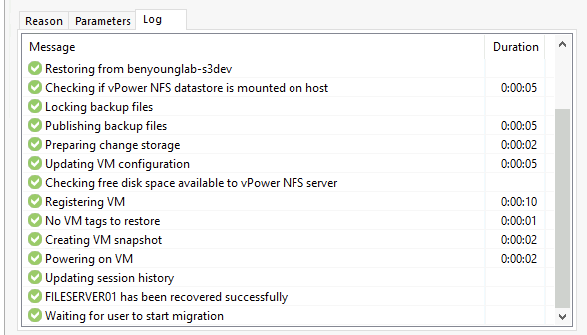 Reason Parameters Log
Message Duration
Restoring from benyounglab-s3dev
Checking if vPower NFS datastore is mounted on host 0:00:05
Locking backup files
Publishing backup files 0:00:05
Preparing change storage 0:00:02
Updating VM configuration 0:00:05
Checking free disk space available to vPower NFS server
Registering VM 0:00:10
No VM tags to restore 0:00:01
Creating VM snapshot 0:00:02
Powering on VM 0:00:02
Updating session history
FILESERVER01 has been recovered successfully
Waiting for user to start migration